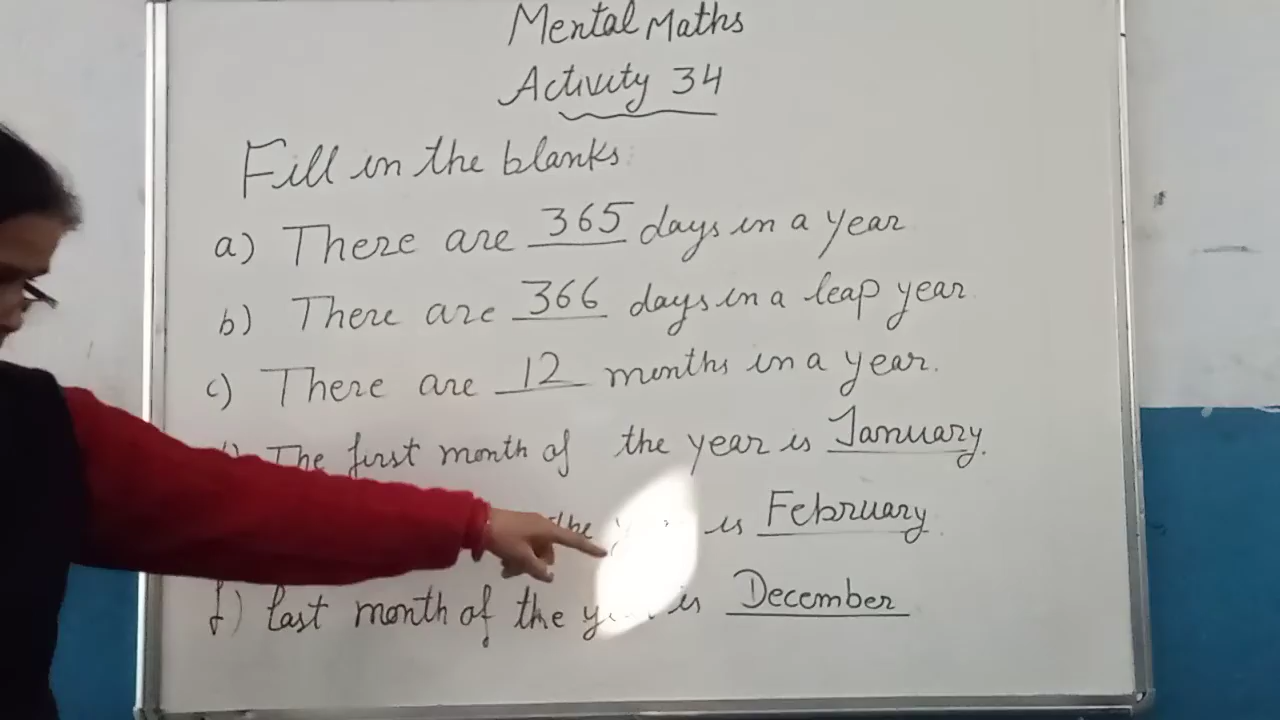 Mental Maths
Activity 34
Fill in the blanks
a) There are 365 days in a year
b) There are 366 days in a leap year
c) There are 12 months in a year.
The first month of the year is January.
the is February.
f) last month of the is December